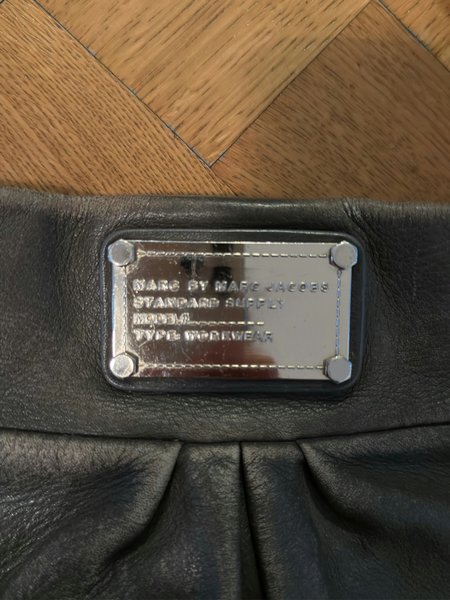 MARC BY MARC JACOBS
STANDARD SUPPLY
MODEL:
TYPE: WORKWEAR